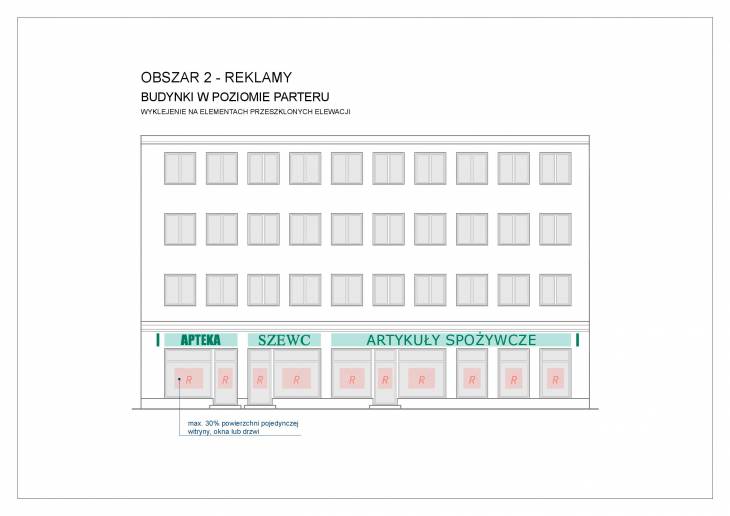 OBSZAR 2 - REKLAMY
BUDYNKI W POZIOMIE PARTERU
WYKLEJENIE NA ELEMENTACH PRZESZKLONYCH ELEWACJI
APTEKA SZEWC ARTYKUŁY SPOŻYWCZE
R R R R R R R R R R
max. 30% powierzchni pojedynczej
witryny, okna lub drzwi